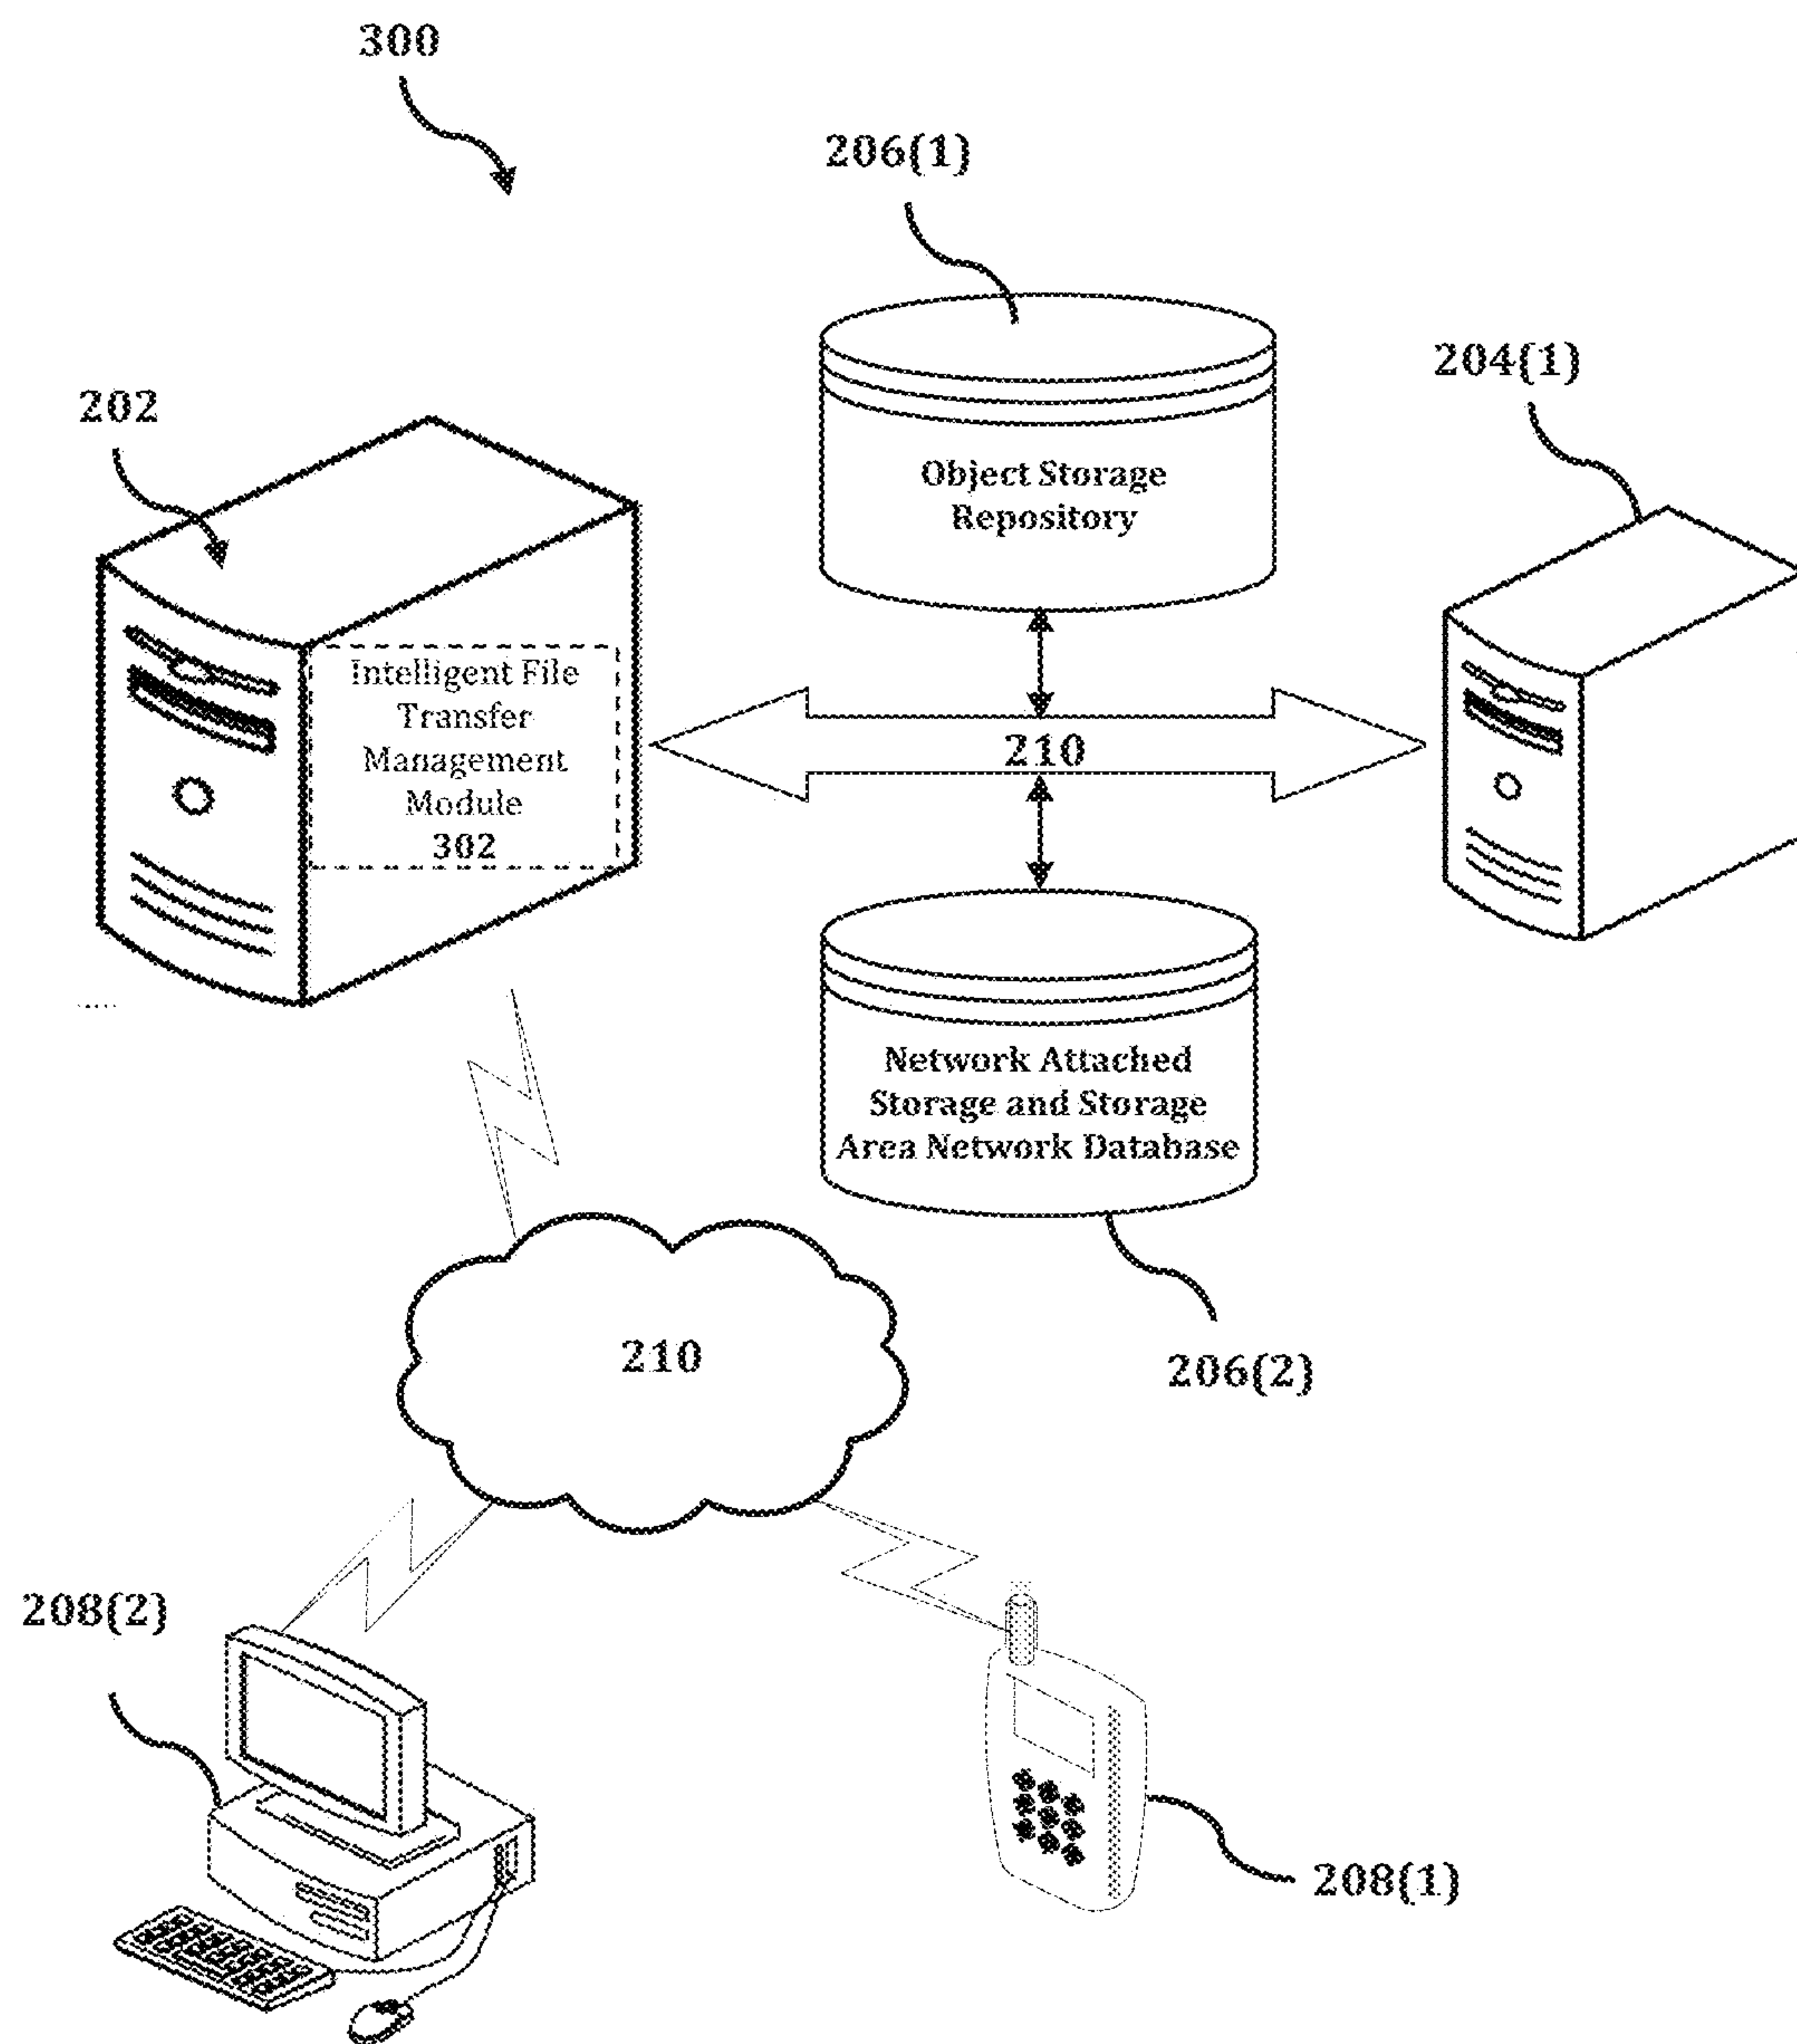 300
206(1)
204(1)
202
Object Storage
Repository
Intelligent File
Transfer
Management
Module
302
210
Network Attached
Storage and Storage
Area Network Database
210
206(2)
208(2)
208(1)